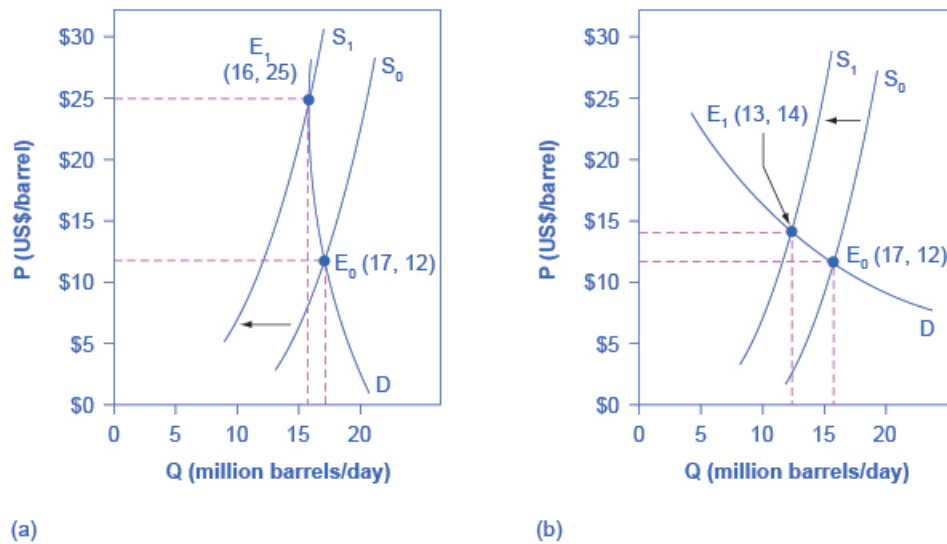 $30
$25
$20
$15
$10
$5
$0
P (US$/barrel)
E1
(16, 25)
S1
S0
E0 (17, 12)
D
0 5 10 15 20
Q (million barrels/day)
(a)
$30
$25
$20
$15
$10
$5
$0
P (US$/barrel)
S1
S0
E1 (13, 14)
E0 (17, 12)
D
0 5 10 15 20
Q (million barrels/day)
(b)